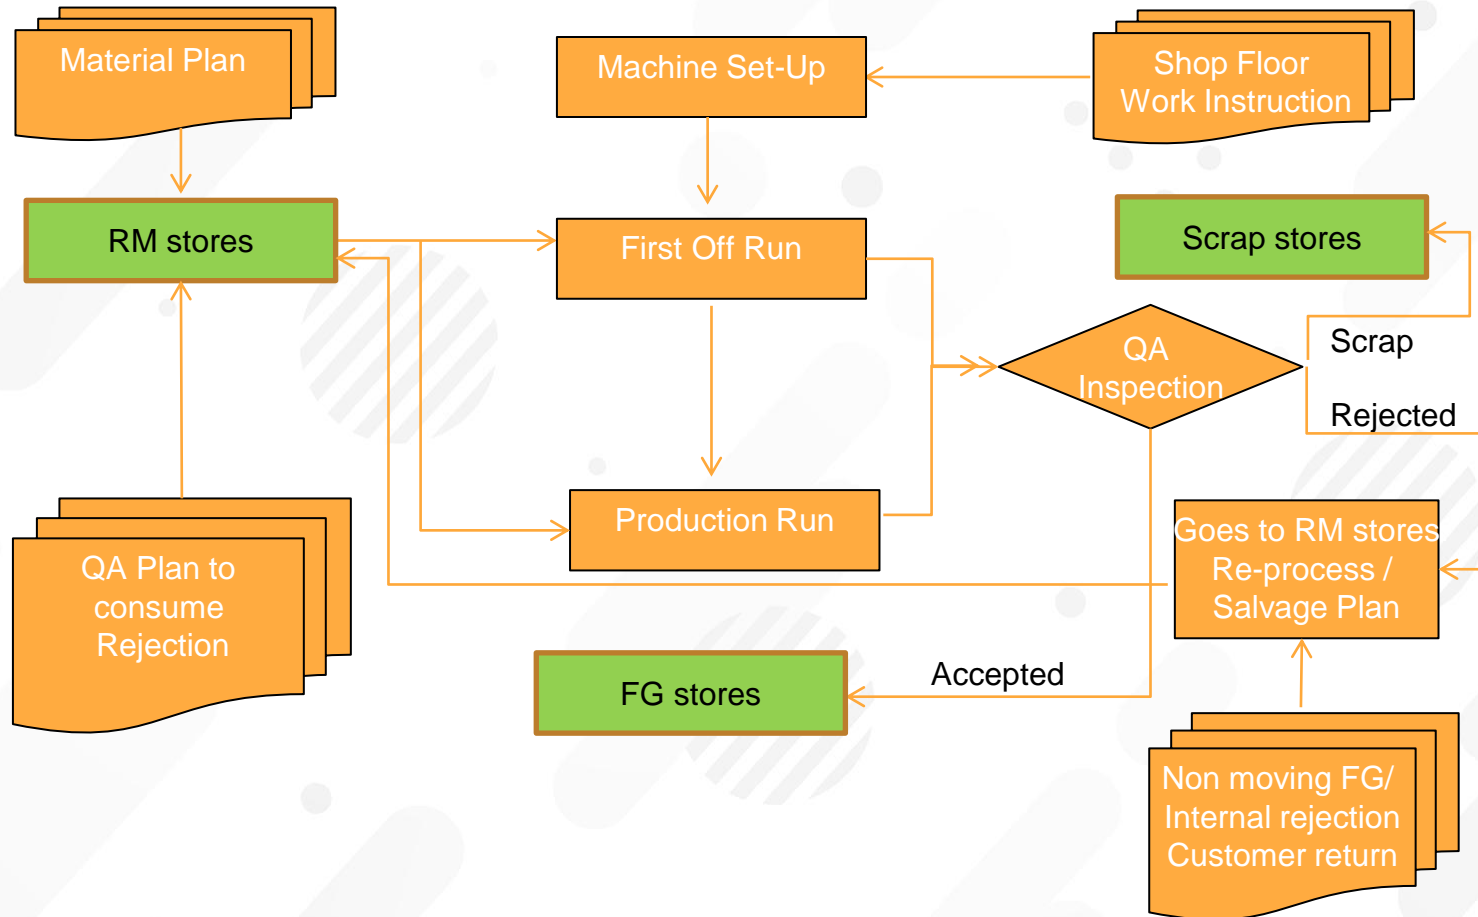 Material Plan
Machine Set-Up
Shop Floor
Work Instruction
RM stores
First Off Run
Scrap stores
QA
Inspection
Scrap
Rejected
Production Run
Goes to RM stores
Re-process /
Salvage Plan
QA Plan to
consume
Rejection
FG stores
Accepted
Non moving FG/
Internal rejection
Customer return